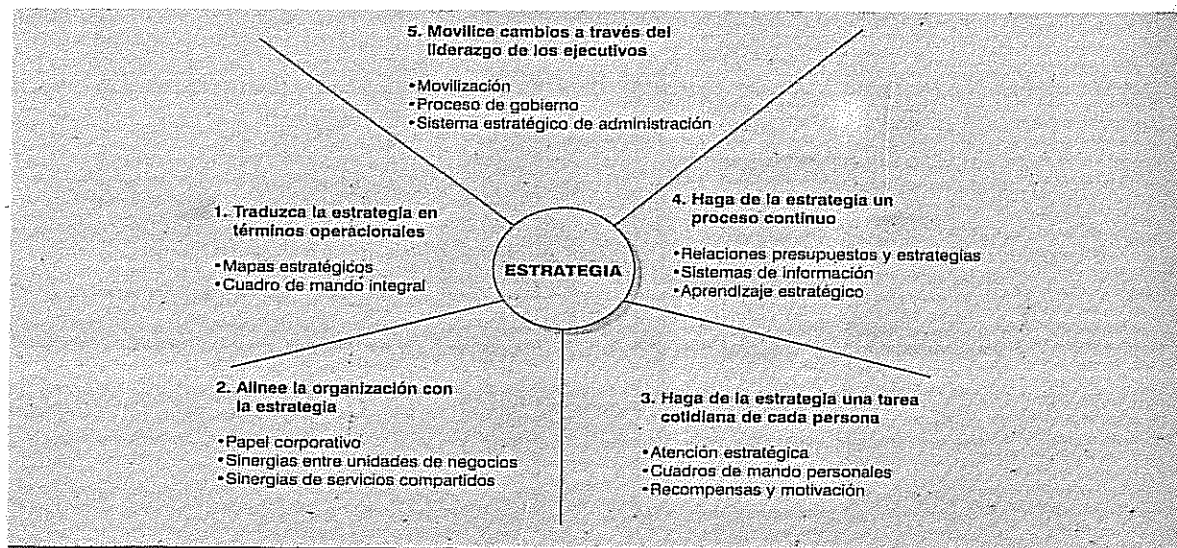 5. Movilice cambios a través del
liderazgo de los ejecutivos
•Movilización
•Proceso de gobierno
•Sistema estratégico de administración
1. Traduzca la estrategia en
términos operacionales
•Mapas estratégicos
•Cuadro de mando integral
ESTRATEGIA
4. Haga de la estrategia un
proceso continuo
•Relaciones presupuestos y estrategias
•Sistemas de información
•Aprendizaje estratégico
2. Alinee la organización con
la estrategia
•Papel corporativo
•Sinergias entre unidades de negocios
•Sinergias de servicios compartidos
3. Haga de la estrategia una tarea
cotidiana de cada persona
•Atención estratégica
•Cuadros de mando personales
•Recompensas y motivación